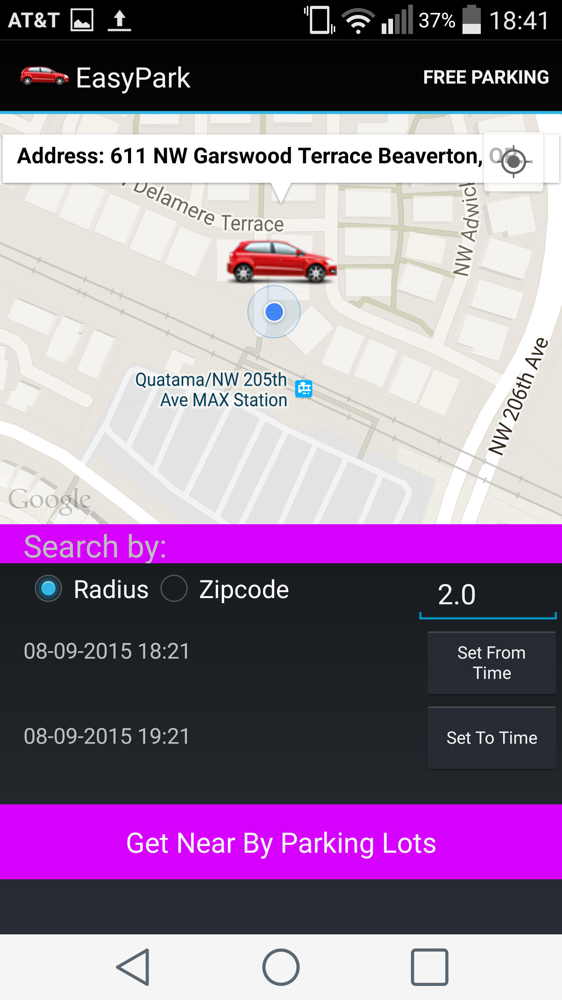 AT&T 37% 18:41
EasyPark FREE PARKING
Address: 611 NW Garswood Terrace Beaverton, OR...
Delamere Terrace
NW Adwick
Quatama/NW 205th
Ave MAX Station
NW 206th Ave
Google
Search by:
Radius Zipcode 2.0
08-09-2015 18:21
Set From
Time
08-09-2015 19:21
Set To Time
Get Near By Parking Lots